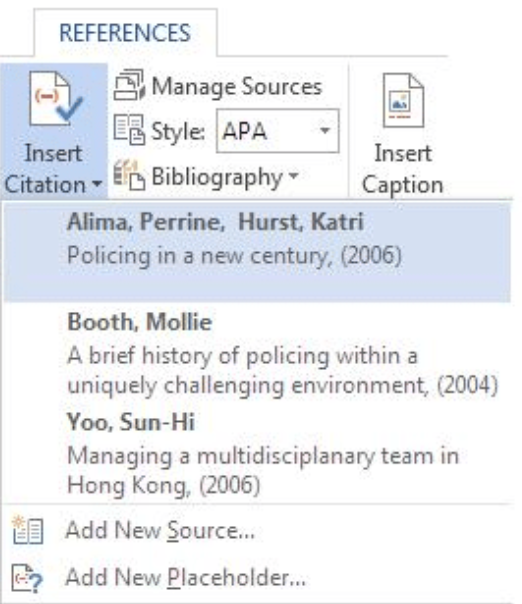 REFERENCES
Insert
Citation
Manage Sources
Style: APA
Bibliography
Insert
Caption
Alima, Perrine, Hurst, Katri
Policing in a new century, (2006)
Booth, Mollie
A brief history of policing within a
uniquely challenging environment, (2004)
Yoo, Sun-Hi
Managing a multidisciplanary team in
Hong Kong, (2006)
Add New Source...
Add New Placeholder...